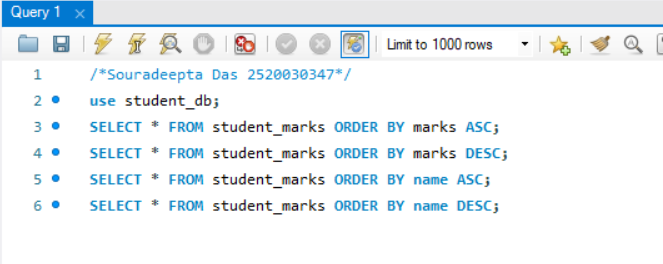 Query 1
Limit to 1000 rows
1 /*Souradeepta Das 2520030347*/
2 use student_db;
3 SELECT * FROM student_marks ORDER BY marks ASC;
4 SELECT * FROM student_marks ORDER BY marks DESC;
5 SELECT * FROM student_marks ORDER BY name ASC;
6 SELECT * FROM student_marks ORDER BY name DESC;